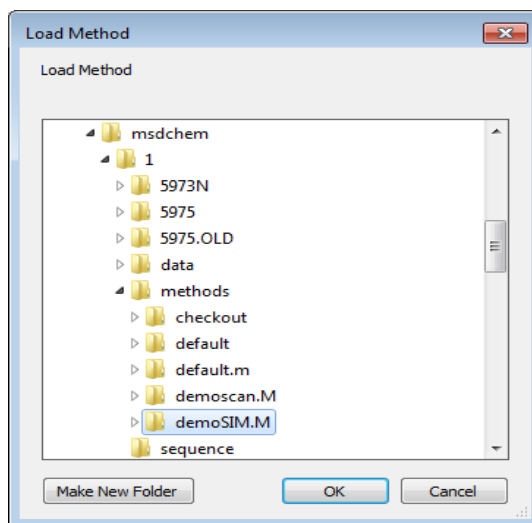 Load Method
Load Method
msdchem
1
5973N
5975
5975.OLD
data
methods
checkout
default
default.m
demoscan.M
demoSIM.M
sequence
Make New Folder
OK
Cancel